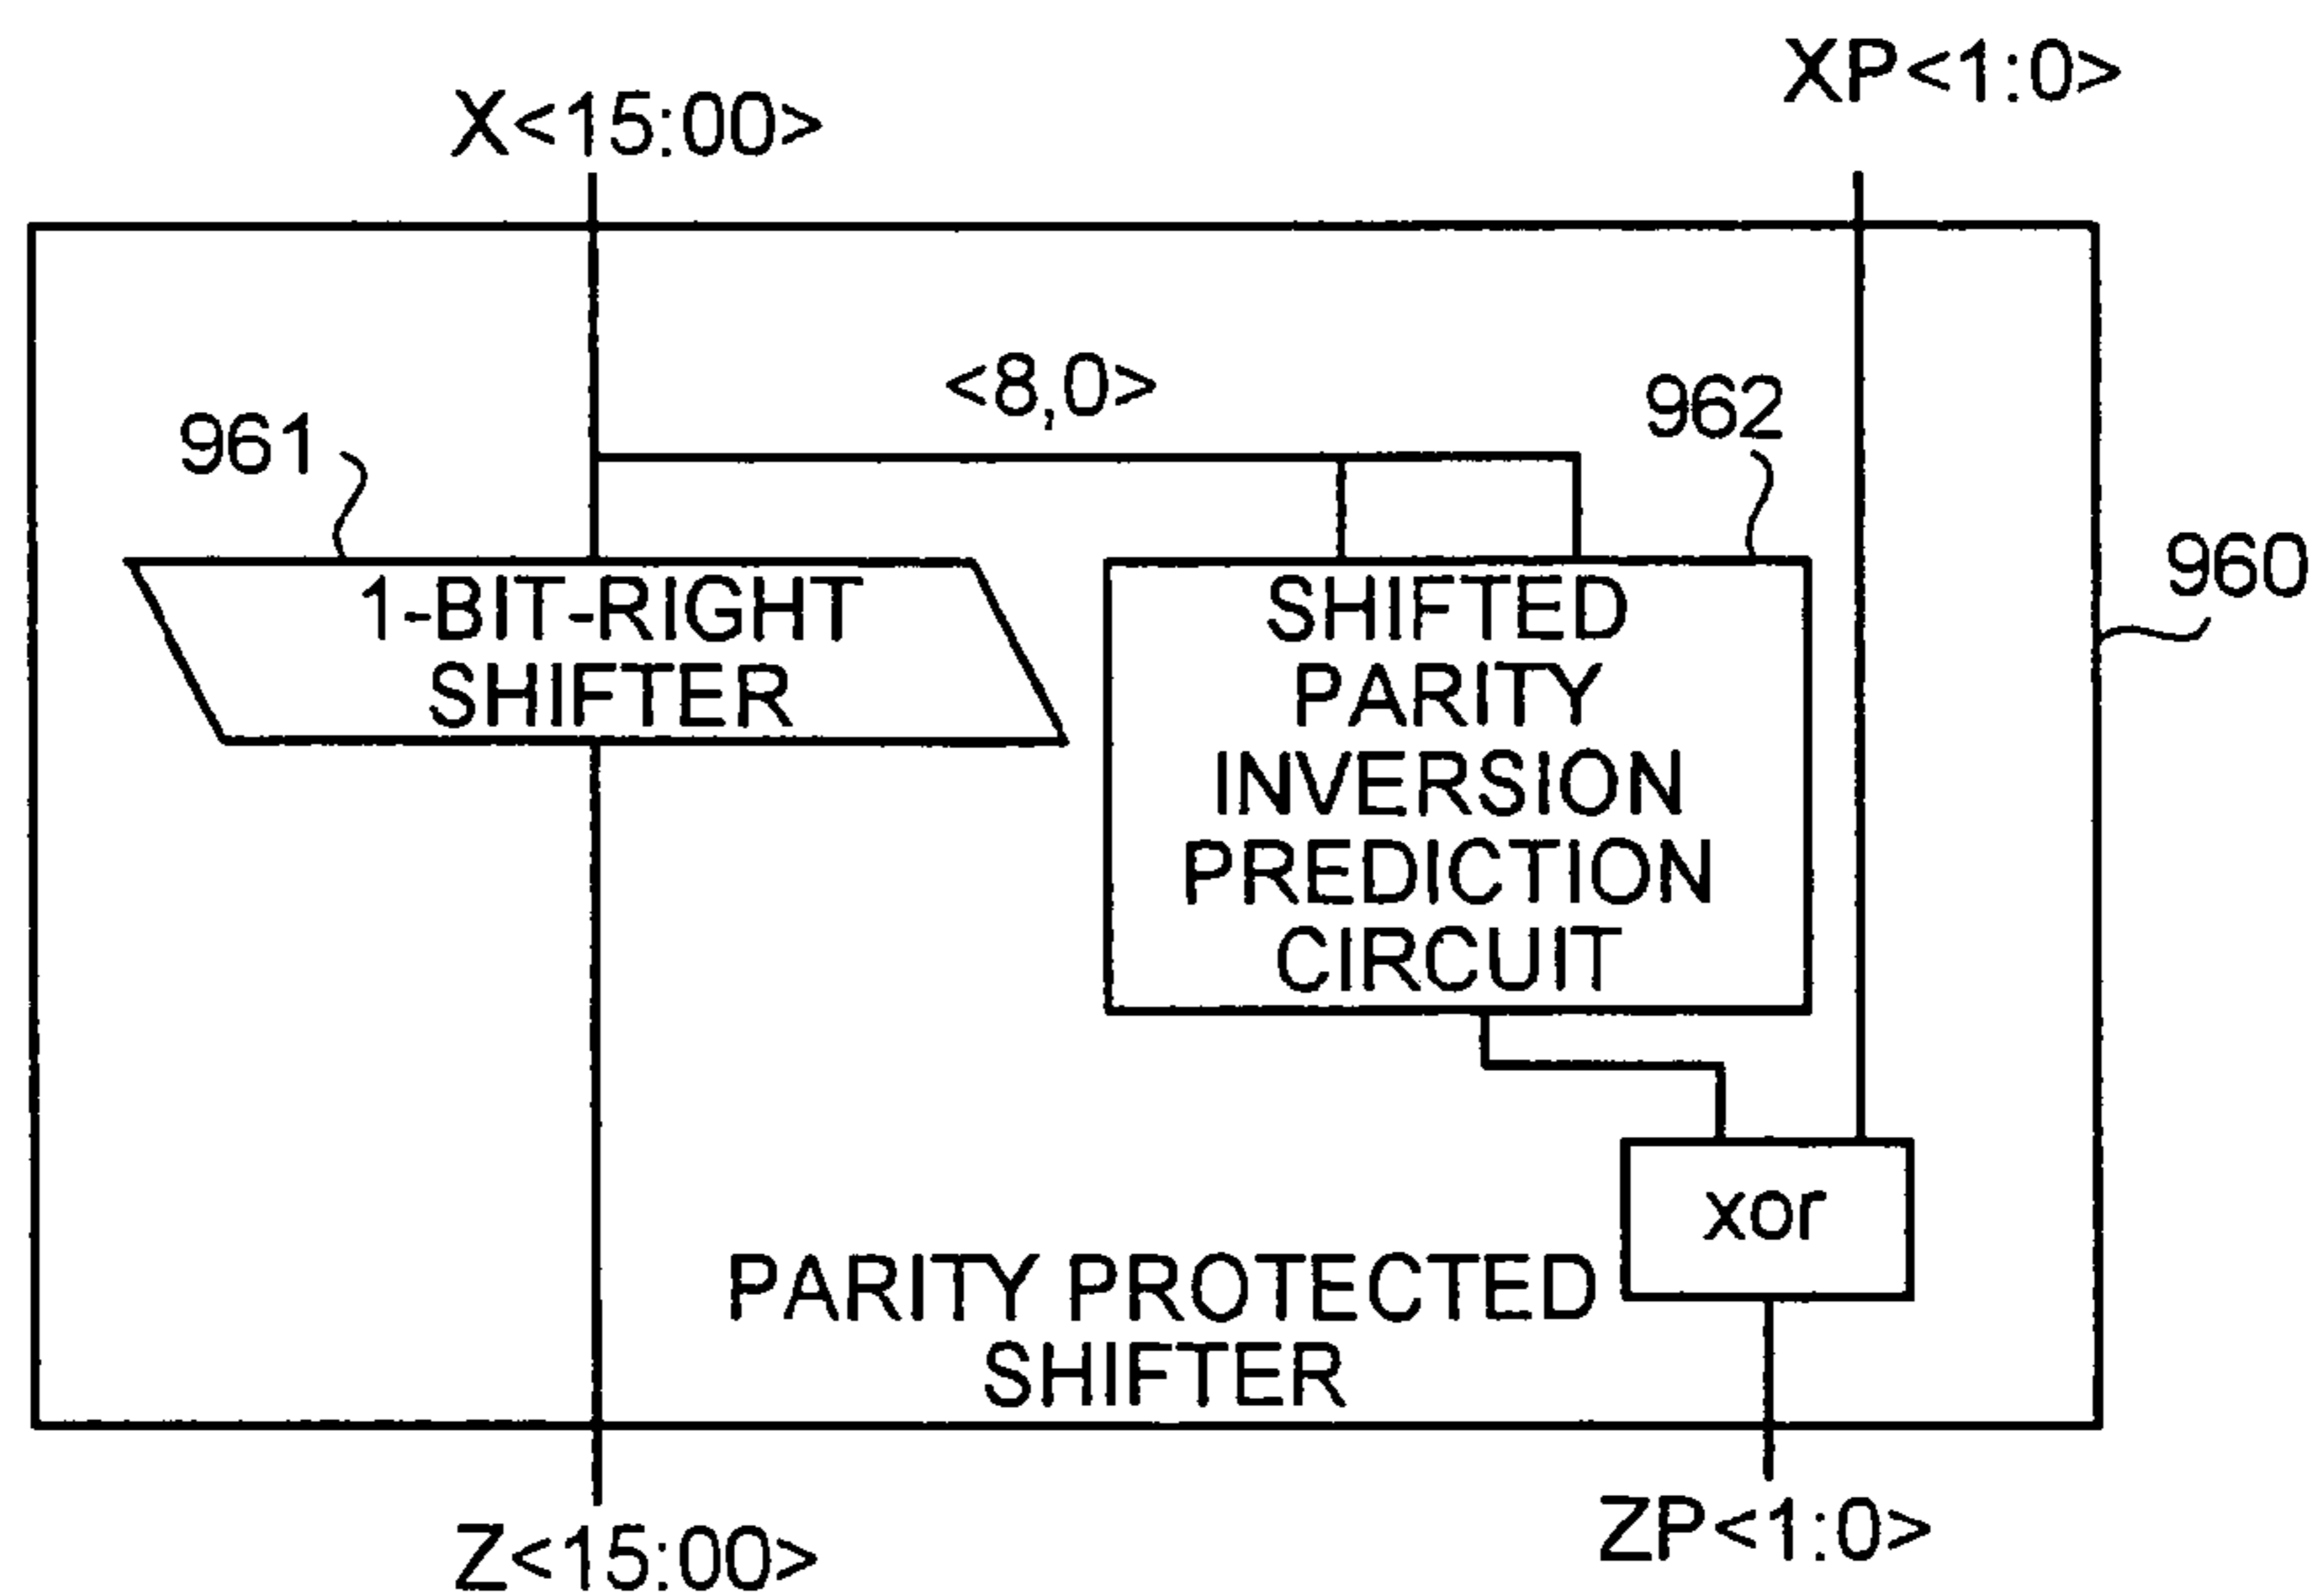 XP<1:0>
X<15:00>
<8,0>
961
962
960
1-BIT-RIGHT
SHIFTER
SHIFTED
PARITY
INVERSION
PREDICTION
CIRCUIT
xor
PARITY PROTECTED
SHIFTER
Z<15:00>
ZP<1:0>